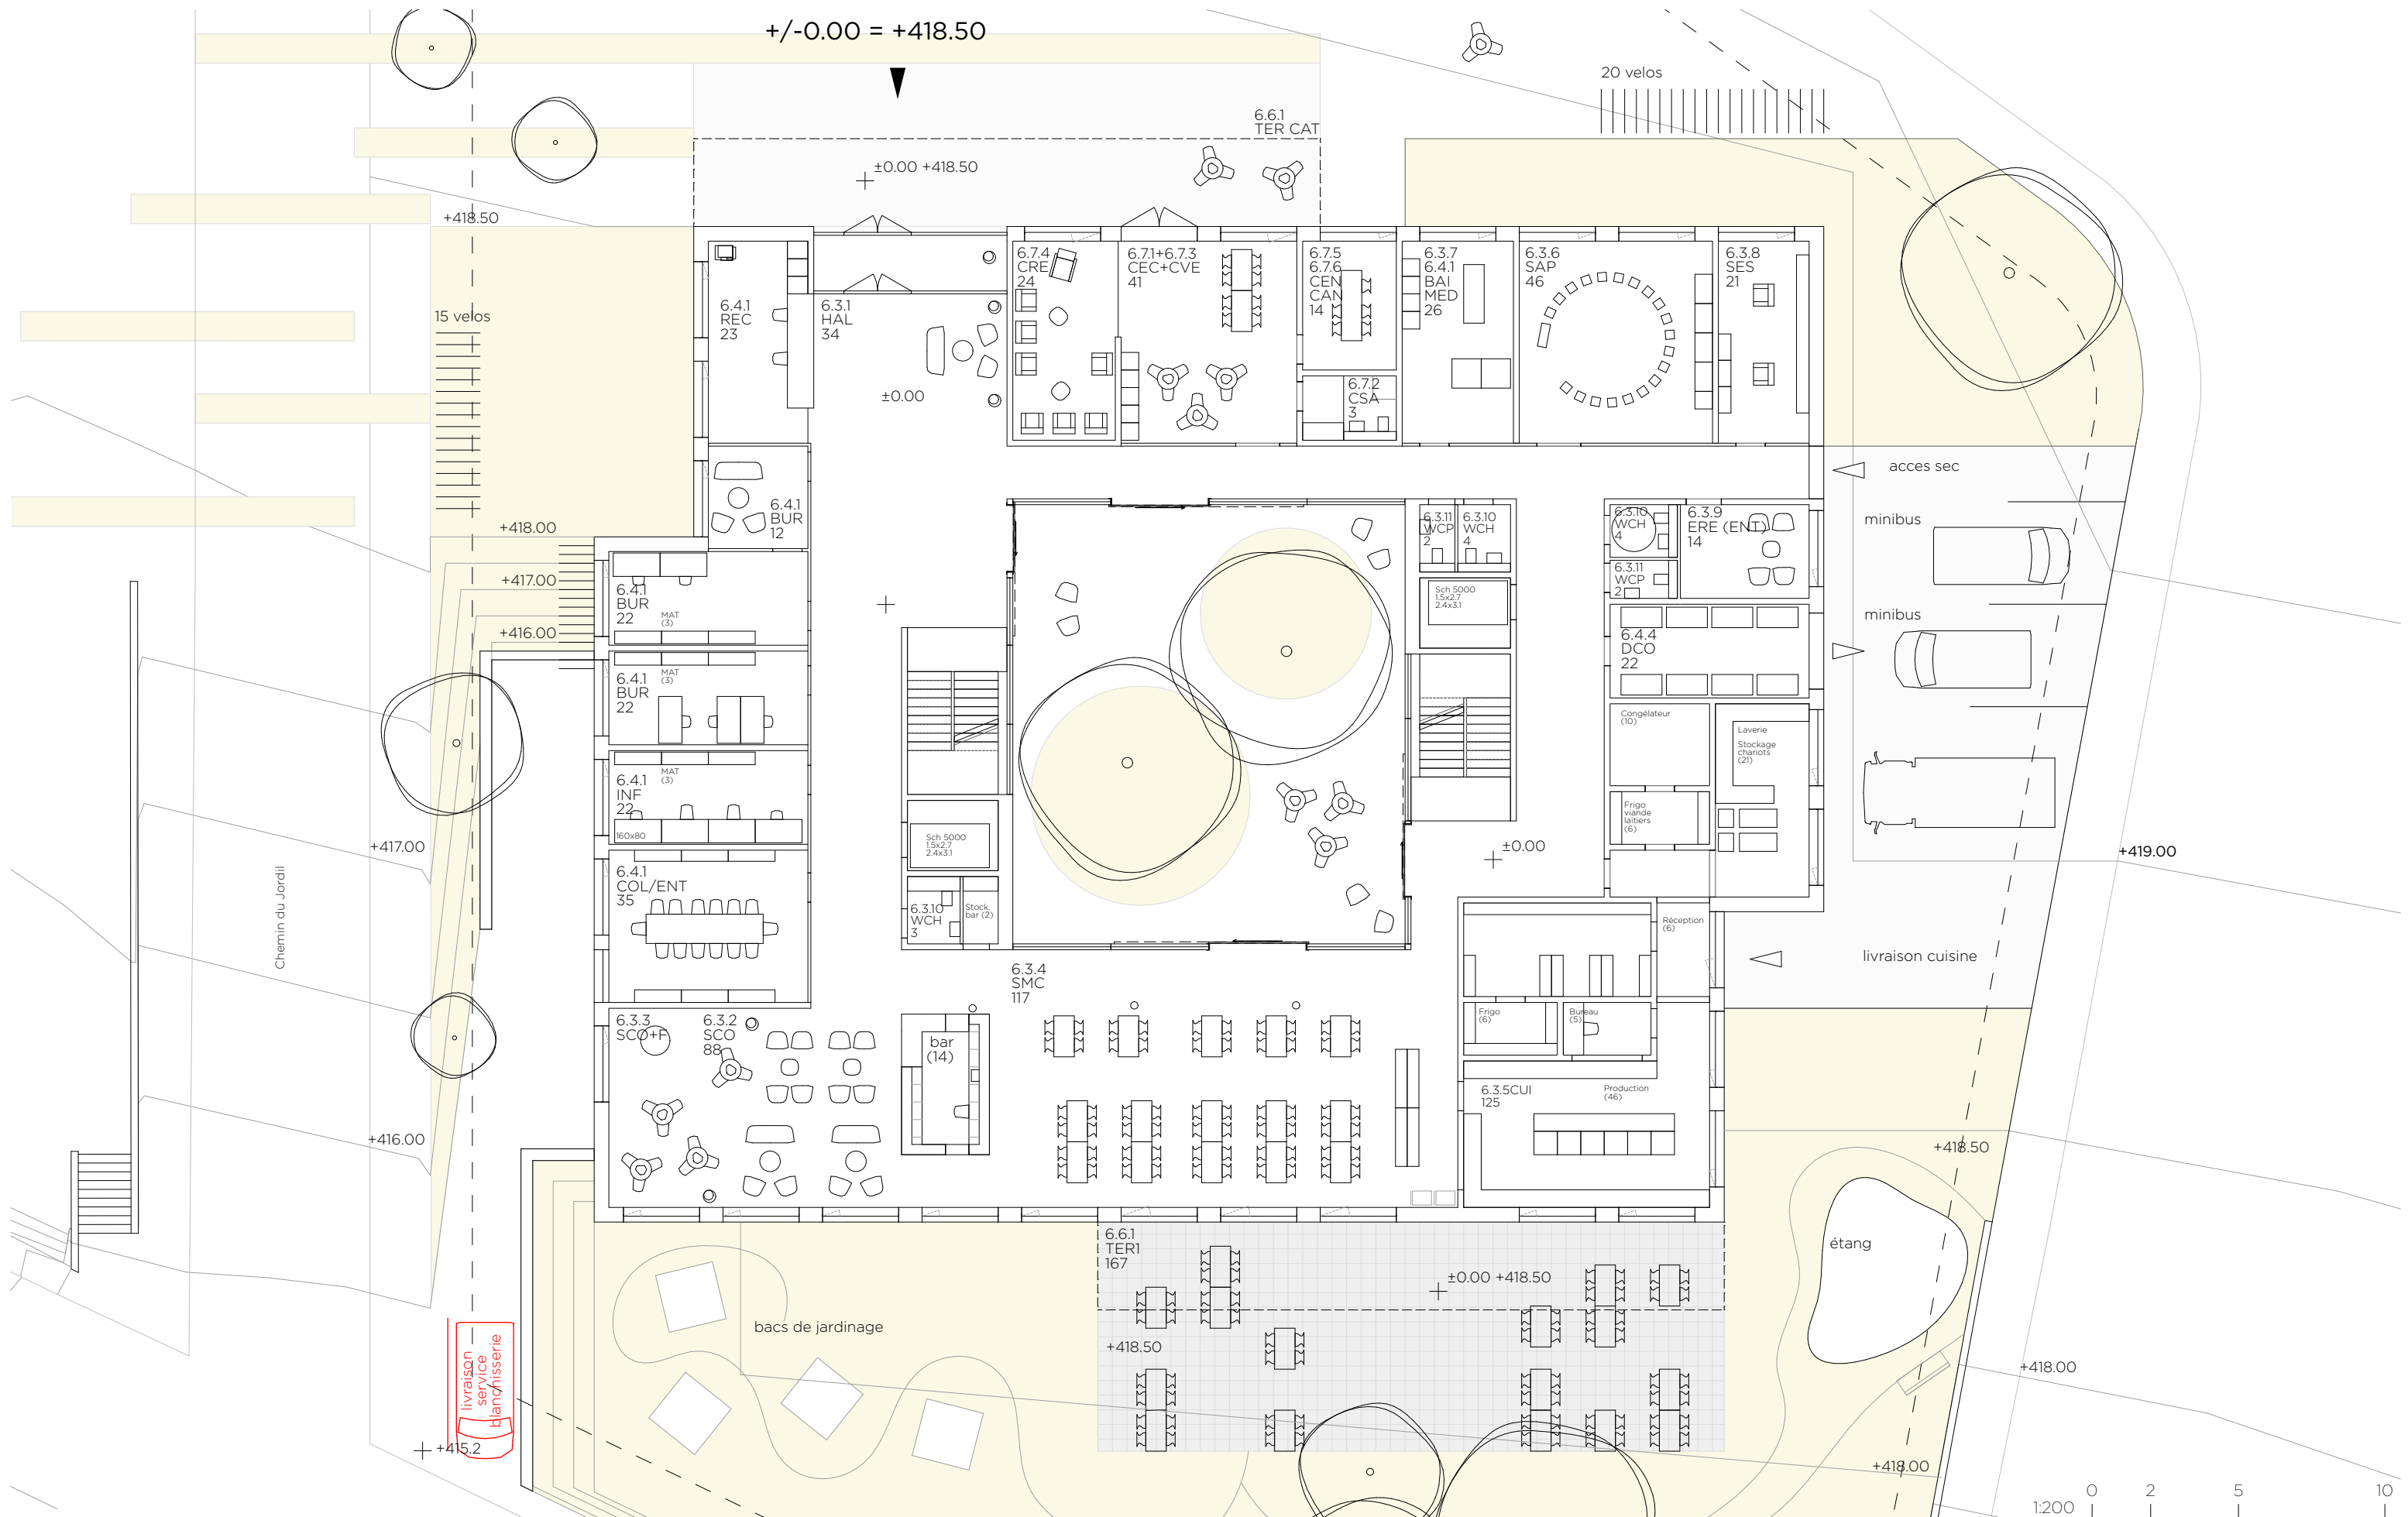 +/-0.00 = +418.50
20 velos
6.6.1
TER CAT
±0.00 +418.50
+418.50
15 velos
6.4.1
REC
23
6.3.1
HAL
34
±0.00
6.7.4
CRE
24
6.7.1+6.7.3
CEC+CVE
41
6.7.5
6.7.6
CEN
CAN
14
6.7.2
CSA
3
6.3.7
6.4.1
BAI
MED
26
6.3.6
SAP
46
6.3.8
SES
21
acces sec
6.4.1
BUR
12
+418.00
+417.00
+416.00
6.4.1
BUR
22
MAT
(3)
6.4.1
BUR
22
MAT
(3)
6.4.1
INF
22
MAT
(3)
160x80
6.4.1
COL/ENT
35
6.3.11
WCP
2
6.3.10
WCH
4
Sch 5000
1.5x2.7
2.4x3.1
6.3.10
WCH
4
6.3.9
ERE (ENT)
14
6.3.11
WCP
2
minibus
minibus
6.4.4
DCO
22
Congélateur
(10)
Laverie
Stockage
chariots
(21)
Frigo
viande
laitiers
(6)
±0.00
+419.00
+417.00
Chemin du Jordil
Sch 5000
1.5x2.7
2.4x3.1
6.3.10
WCH
3
Stock.
bar (2)
Réception
(6)
livraison cuisine
6.3.4
SMC
117
6.3.3
SCO+F
6.3.2
SCO
88
bar
(14)
Frigo
(6)
Bureau
(5)
6.3.5CUI
125
Production
(46)
+416.00
+418.50
étang
6.6.1
TER1
167
±0.00 +418.50
bacs de jardinage
+418.50
+418.00
livraison
service
blanchisserie
+415.2
+418.00
1:200
0 2 5 10